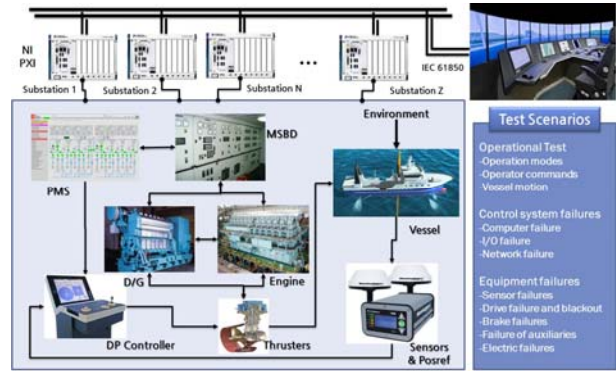 NI
PXI
Substation 1
Substation 2
Substation N
...
Substation Z
IEC 61850
PMS
MSBD
Environment
D/G
Engine
Vessel
DP Controller
Thrusters
Sensors
& Posref
Test Scenarios
Operational Test
-Operation modes
-Operator commands
-Vossel motion
Control system failures
-Computer failure
-I/O failure
-Network failure
Equipment failures
-Sensor failures
-Drive failure and blackout
-Brake failures
-Failure of auxiliaries
-Electric failures